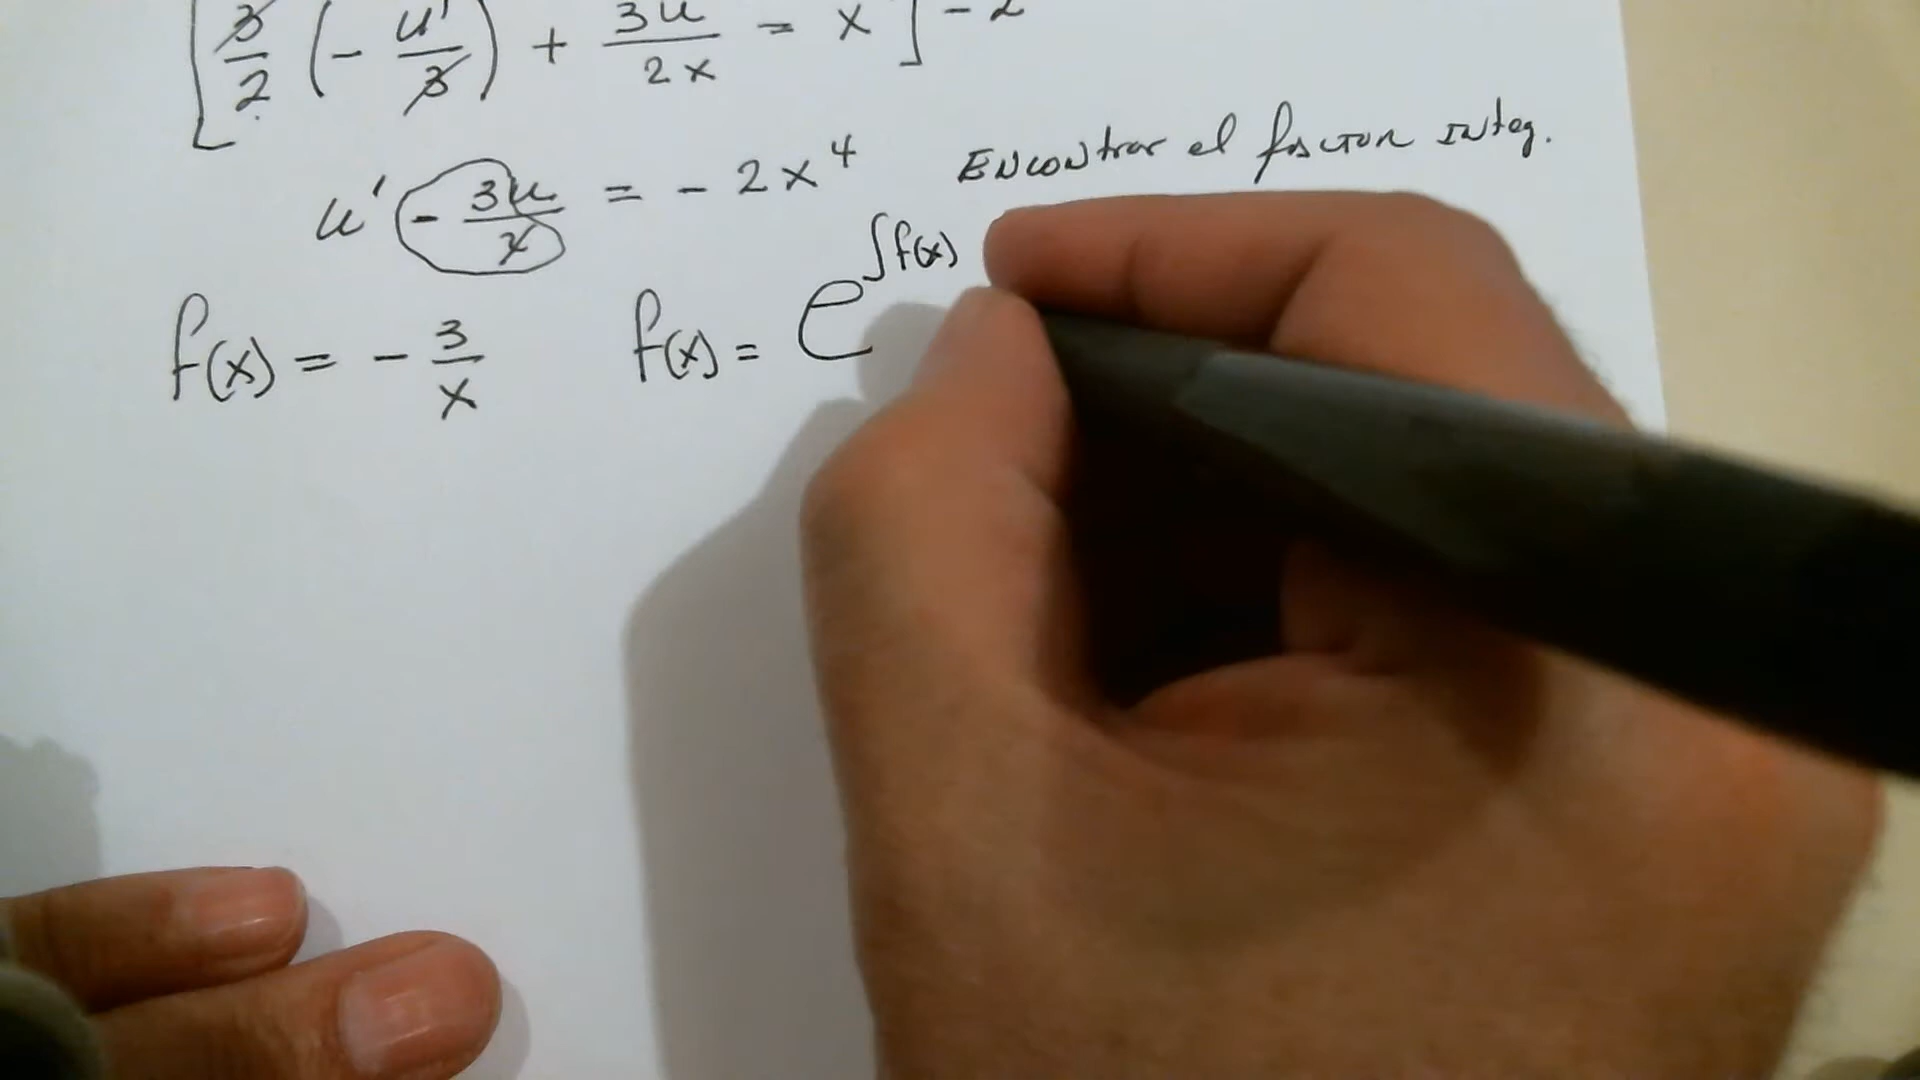 [3/2 (- u'/3) + 3u/2x = x] -2
u' - 3u/x = - 2x⁴ ENCONtrar el factor INteg.
f(x) = - 3/x f(x) = e^∫f(x)